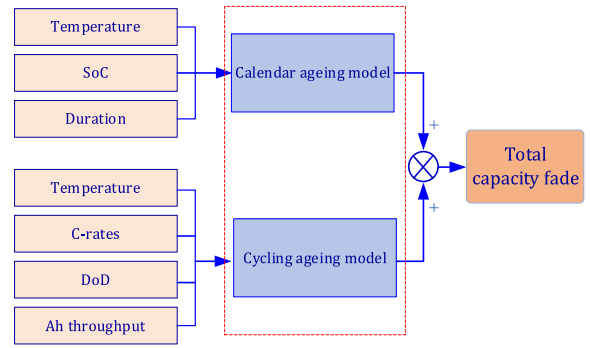 Temperature
SoC
Duration
Calendar ageing model
+
Total
capacity fade
+
Temperature
C-rates
DoD
Ah throughput
Cycling ageing model